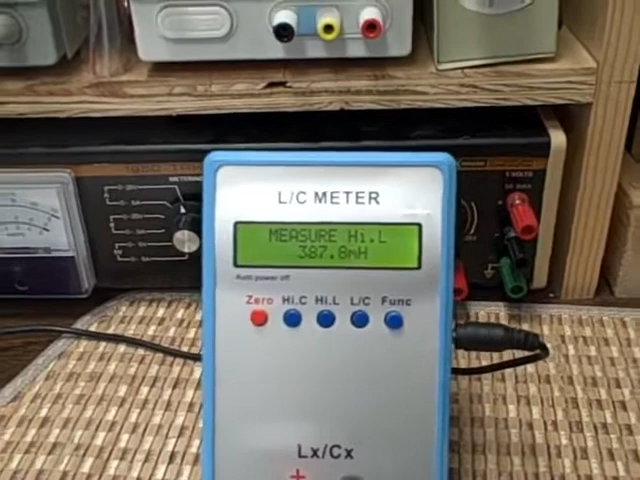 L/C METER
MEASURE Hi.L
387.8mH
Auto power off
Zero Hi.C Hi.L L/C Func
Lx/Cx
+